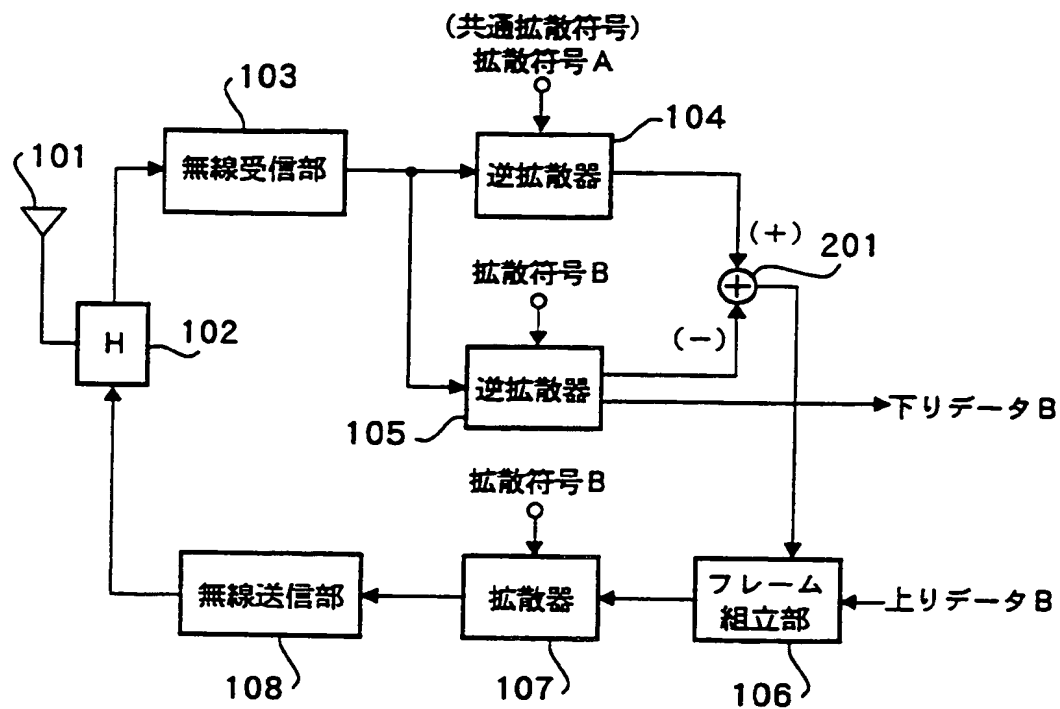 (共通拡散符号)
拡散符号A
103
104
101
無線受信部
逆拡散器
(+)
201
拡散符号B
102
H
(-)
逆拡散器
下りデータB
105
拡散符号B
無線送信部
拡散器
フレーム
組立部
上りデータB
108
107
106